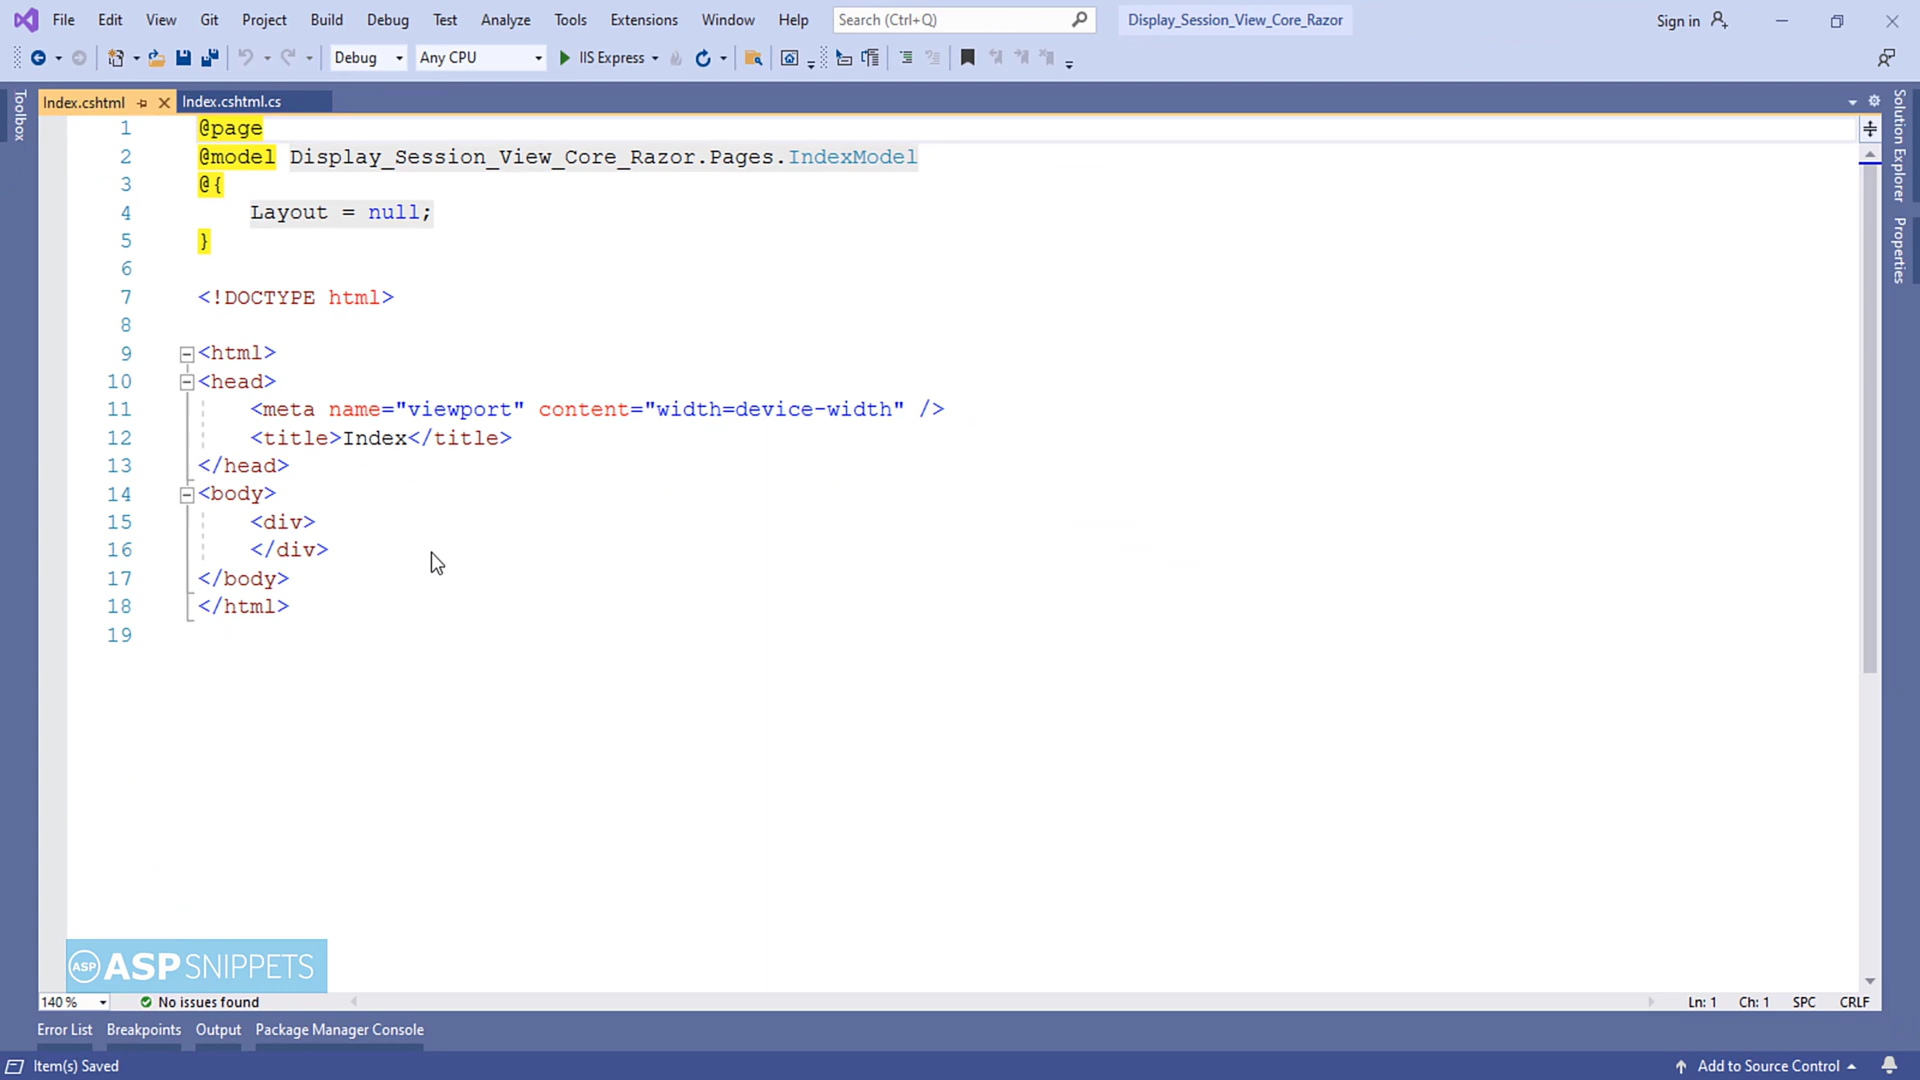 File Edit View Git Project Build Debug Test Analyze Tools Extensions Window Help Search (Ctrl+Q) Display_Session_View_Core_Razor Sign in
Debug Any CPU IIS Express
Toolbox
Index.cshtml Index.cshtml.cs
Solution Explorer
Properties
1 @page
2 @model Display_Session_View_Core_Razor.Pages.IndexModel
3 @{
4 Layout = null;
5 }
6
7 <!DOCTYPE html>
8
9 <html>
10 <head>
11 <meta name="viewport" content="width=device-width" />
12 <title>Index</title>
13 </head>
14 <body>
15 <div>
16 </div>
17 </body>
18 </html>
19
ASP ASPSNIPPETS
140 % No issues found Ln: 1 Ch: 1 SPC CRLF
Error List Breakpoints Output Package Manager Console
Item(s) Saved Add to Source Control